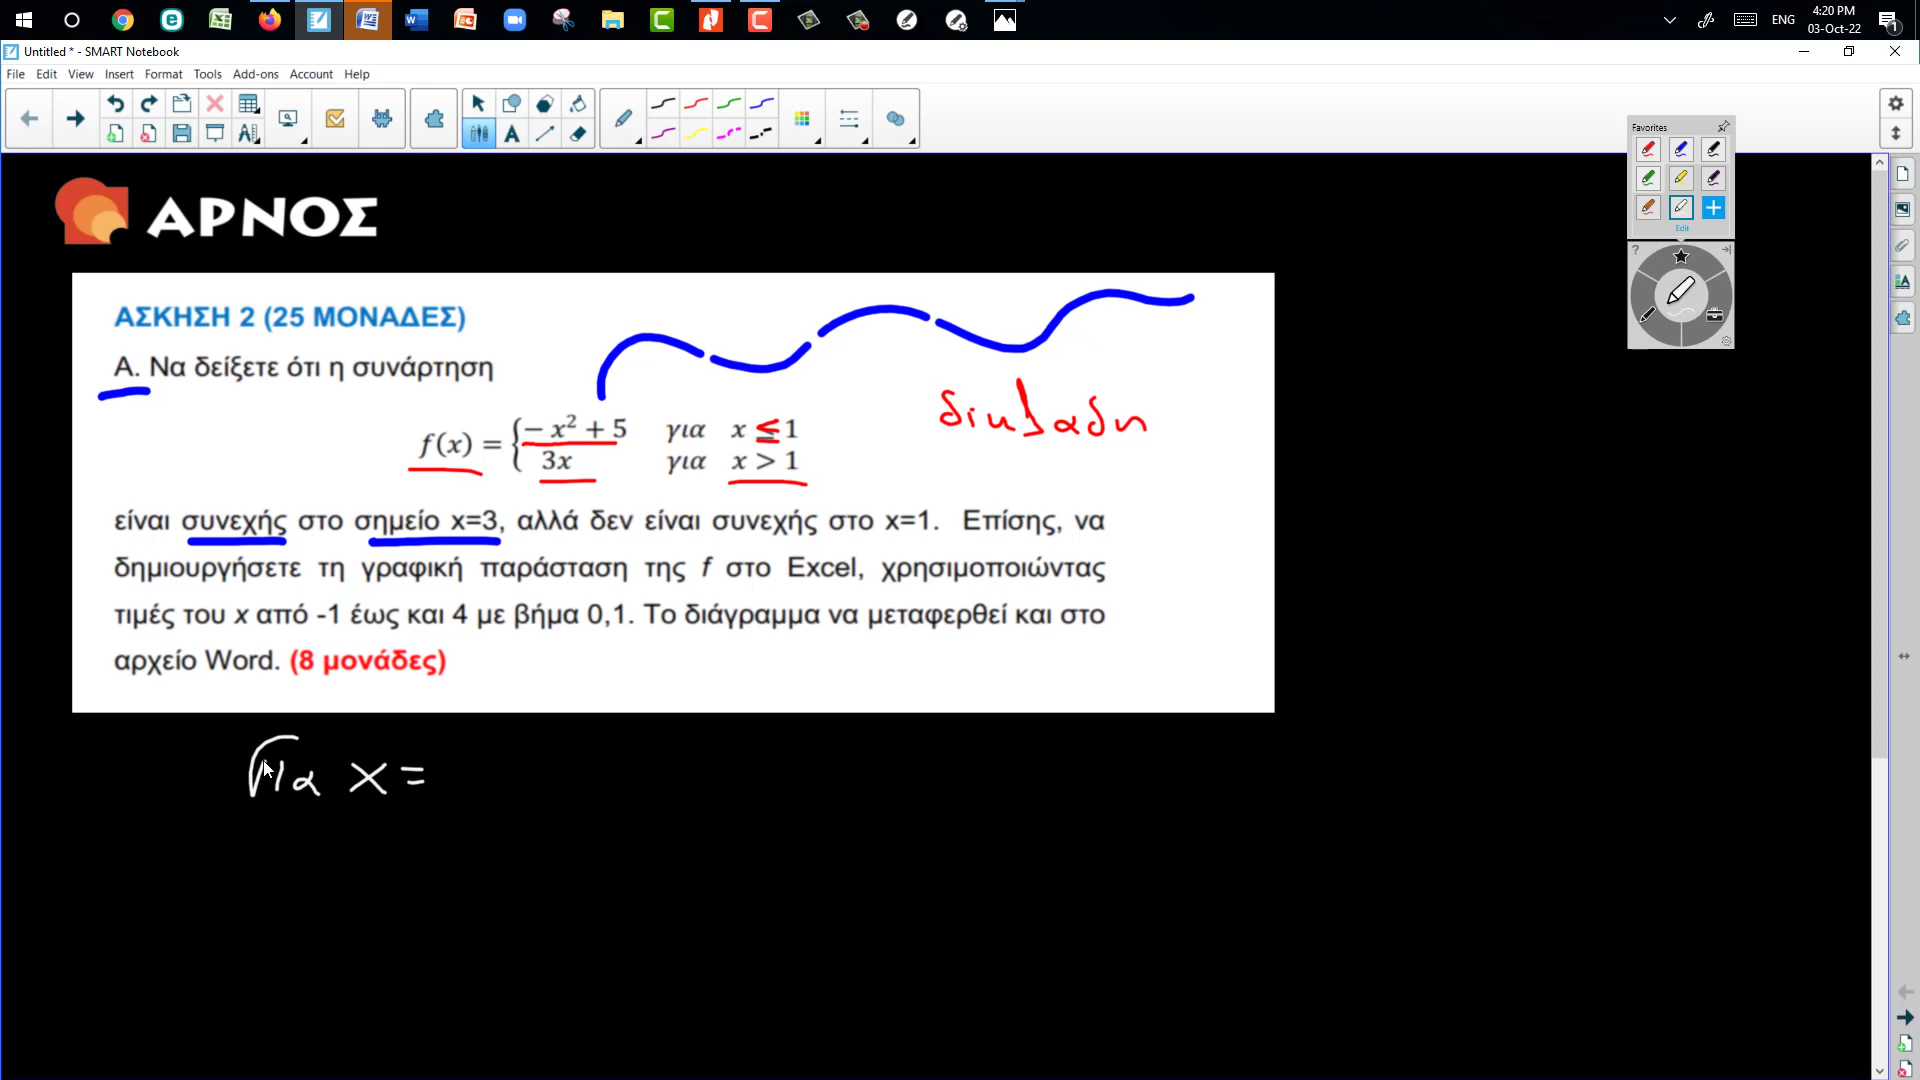 4:20 PM
ENG
03-Oct-22
1
Untitled * - SMART Notebook
File Edit View Insert Format Tools Add-ons Account Help
Favorites
Edit
ΑΡΝΟΣ
ΑΣΚΗΣΗ 2 (25 ΜΟΝΑΔΕΣ)
Α. Να δείξετε ότι η συνάρτηση
δικλαδη
f(x) = { − x² + 5 για x ≤ 1
3x για x > 1
είναι συνεχής στο σημείο x=3, αλλά δεν είναι συνεχής στο x=1. Επίσης, να
δημιουργήσετε τη γραφική παράσταση της f στο Excel, χρησιμοποιώντας
τιμές του x από -1 έως και 4 με βήμα 0,1. Το διάγραμμα να μεταφερθεί και στο
αρχείο Word. (8 μονάδες)
Για x =